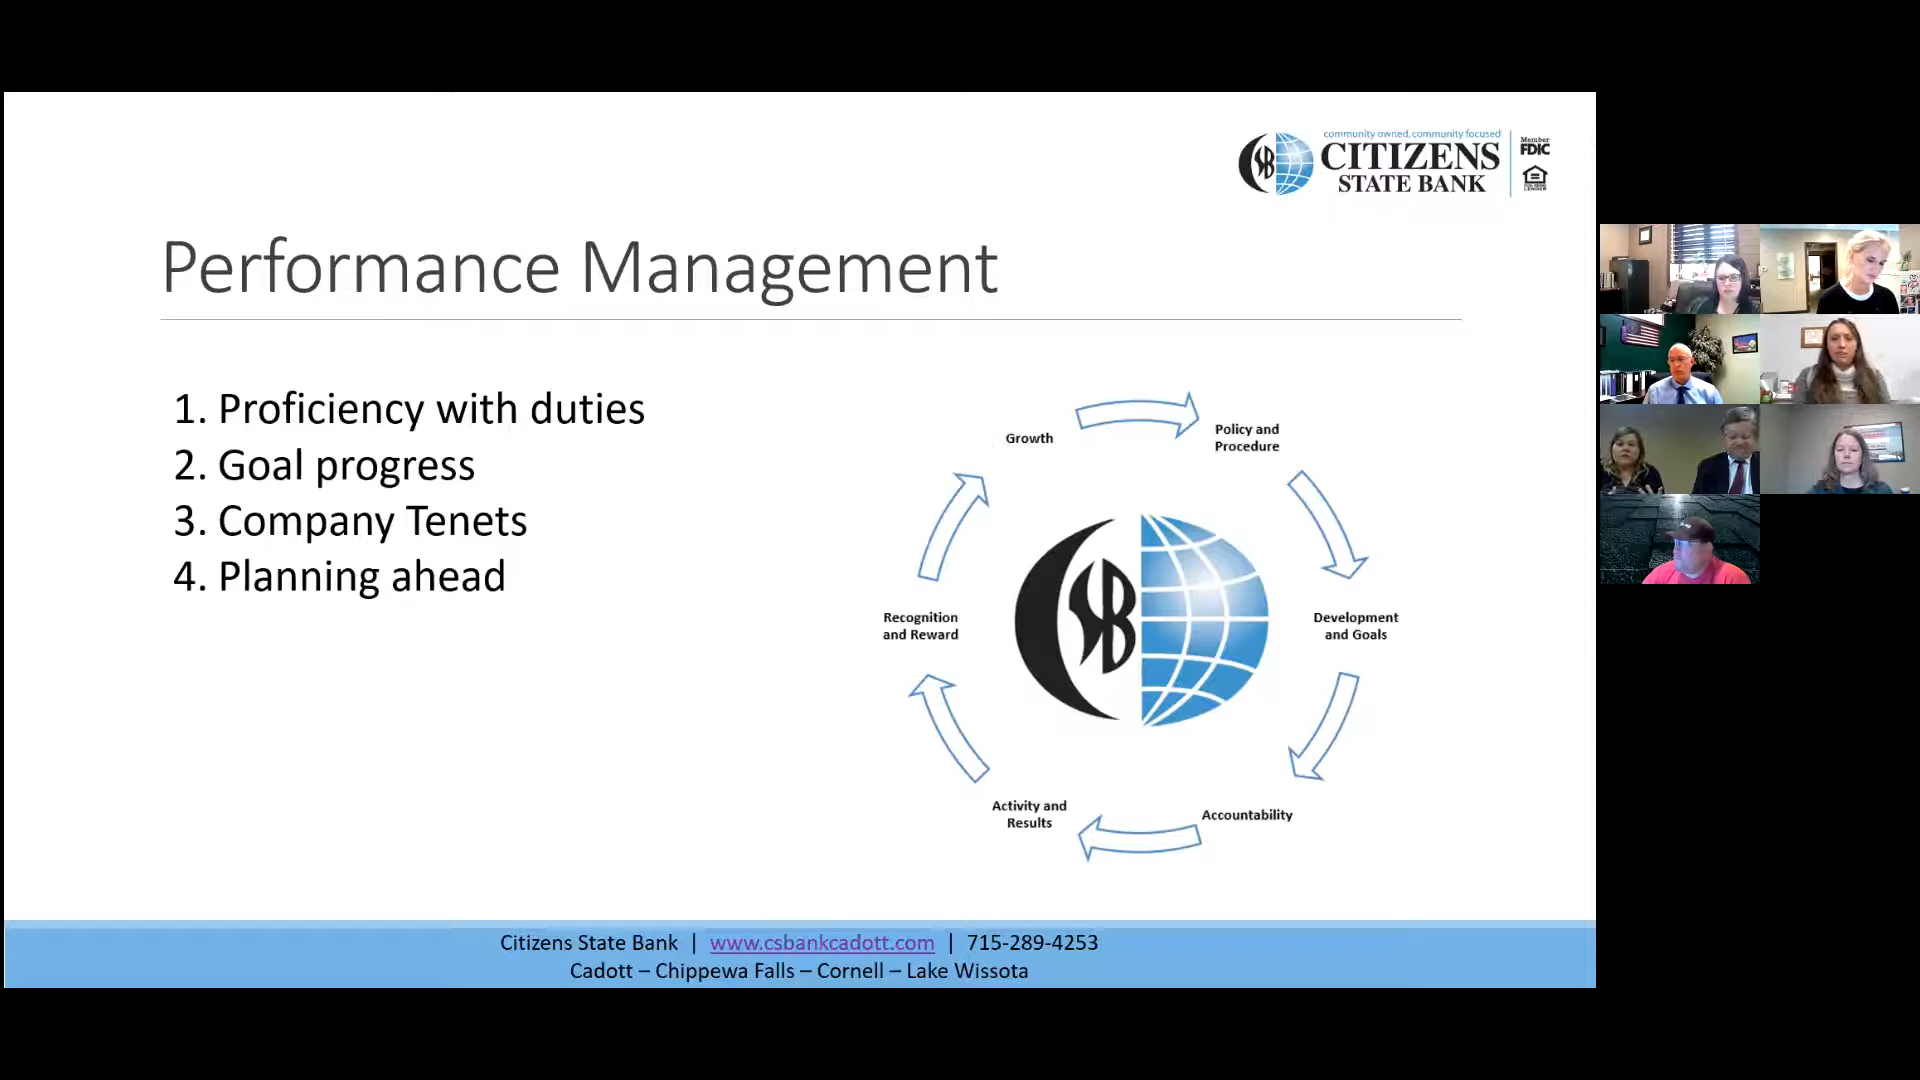 community owned, community focused
CITIZENS
STATE BANK
Member
FDIC
Performance Management
1. Proficiency with duties
2. Goal progress
3. Company Tenets
4. Planning ahead
Growth
Policy and
Procedure
Recognition
and Reward
Development
and Goals
Activity and
Results
Accountability
Citizens State Bank | www.csbankcadott.com | 715-289-4253
Cadott – Chippewa Falls – Cornell – Lake Wissota